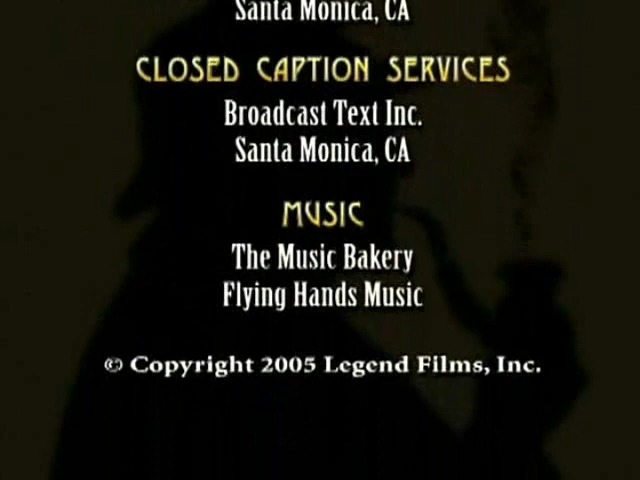 Santa Monica, CA
CLOSED CAPTION SERVICES
Broadcast Text Inc.
Santa Monica, CA
MUSIC
The Music Bakery
Flying Hands Music
© Copyright 2005 Legend Films, Inc.